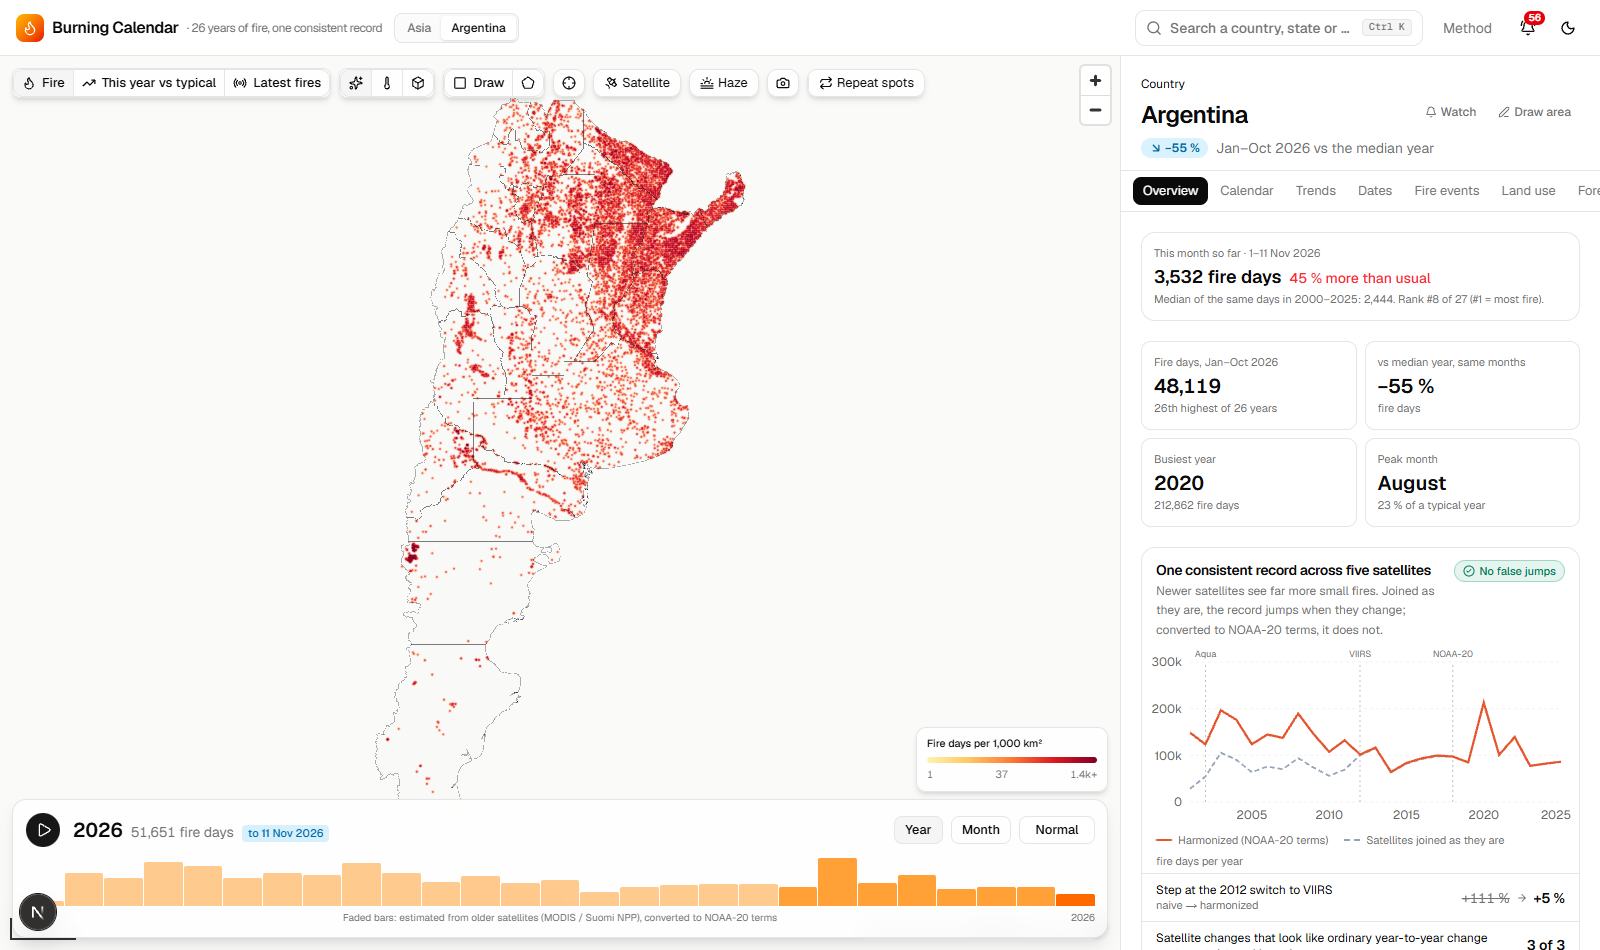 Burning Calendar · 26 years of fire, one consistent record Asia Argentina
Search a country, state or ... Ctrl K Method 56
Fire This year vs typical Latest fires Draw Satellite Haze Repeat spots
+
−
Fire days per 1,000 km²
1 37 1.4k+
2026 51,651 fire days to 11 Nov 2026
Year Month Normal
N
Faded bars: estimated from older satellites (MODIS / Suomi NPP), converted to NOAA-20 terms
2026
Country
Argentina
Watch Draw area
↘ −55 % Jan–Oct 2026 vs the median year
Overview Calendar Trends Dates Fire events Land use Fore
This month so far · 1–11 Nov 2026
3,532 fire days 45 % more than usual
Median of the same days in 2000–2025: 2,444. Rank #8 of 27 (#1 = most fire).
Fire days, Jan–Oct 2026
48,119
26th highest of 26 years
vs median year, same months
−55 %
fire days
Busiest year
2020
212,862 fire days
Peak month
August
23 % of a typical year
One consistent record across five satellites
No false jumps
Newer satellites see far more small fires. Joined as
they are, the record jumps when they change;
converted to NOAA-20 terms, it does not.
Aqua VIIRS NOAA-20
300k
200k
100k
0
2005 2010 2015 2020 2025
Harmonized (NOAA-20 terms) Satellites joined as they are
fire days per year
Step at the 2012 switch to VIIRS
naive → harmonized
+111 % → +5 %
Satellite changes that look like ordinary year-to-year change
3 of 3